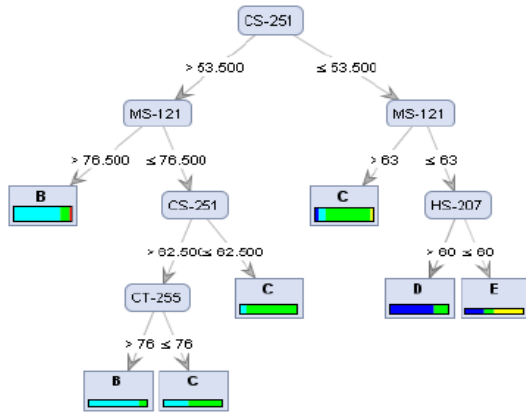 CS-251
> 53.500 ≤ 53.500
MS-121 MS-121
> 76.500 ≤ 76.500 > 63 ≤ 63
B CS-251 C HS-207
> 62.500 ≤ 62.500 > 60 ≤ 60
CT-255 C D E
> 76 ≤ 76
B C